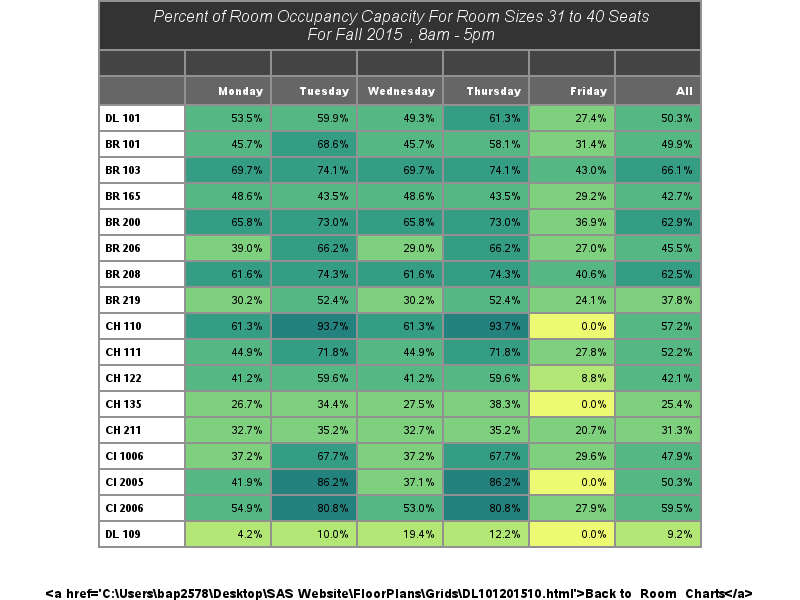 Percent of Room Occupancy Capacity For Room Sizes 31 to 40 Seats
For Fall 2015 , 8am - 5pm
Monday Tuesday Wednesday Thursday Friday All
DL 101 53.5% 59.9% 49.3% 61.3% 27.4% 50.3%
BR 101 45.7% 68.6% 45.7% 58.1% 31.4% 49.9%
BR 103 69.7% 74.1% 69.7% 74.1% 43.0% 66.1%
BR 165 48.6% 43.5% 48.6% 43.5% 29.2% 42.7%
BR 200 65.8% 73.0% 65.8% 73.0% 36.9% 62.9%
BR 206 39.0% 66.2% 29.0% 66.2% 27.0% 45.5%
BR 208 61.6% 74.3% 61.6% 74.3% 40.6% 62.5%
BR 219 30.2% 52.4% 30.2% 52.4% 24.1% 37.8%
CH 110 61.3% 93.7% 61.3% 93.7% 0.0% 57.2%
CH 111 44.9% 71.8% 44.9% 71.8% 27.8% 52.2%
CH 122 41.2% 59.6% 41.2% 59.6% 8.8% 42.1%
CH 135 26.7% 34.4% 27.5% 38.3% 0.0% 25.4%
CH 211 32.7% 35.2% 32.7% 35.2% 20.7% 31.3%
CI 1006 37.2% 67.7% 37.2% 67.7% 29.6% 47.9%
CI 2005 41.9% 86.2% 37.1% 86.2% 0.0% 50.3%
CI 2006 54.9% 80.8% 53.0% 80.8% 27.9% 59.5%
DL 109 4.2% 10.0% 19.4% 12.2% 0.0% 9.2%
<a href='C:\Users\bap2578\Desktop\SAS Website\FloorPlans\Grids\DL101201510.html'>Back to Room Charts</a>